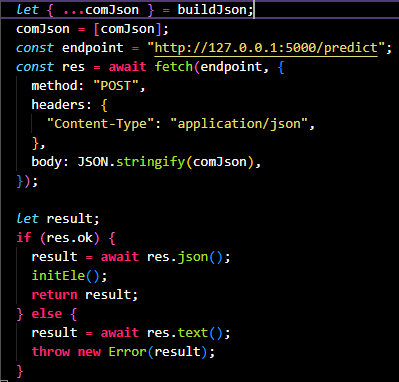 let { ...comJson } = buildJson;
comJson = [comJson];
const endpoint = "http://127.0.0.1:5000/predict";
const res = await fetch(endpoint, {
  method: "POST",
  headers: {
    "Content-Type": "application/json",
  },
  body: JSON.stringify(comJson),
});

let result;
if (res.ok) {
  result = await res.json();
  initEle();
  return result;
} else {
  result = await res.text();
  throw new Error(result);
}